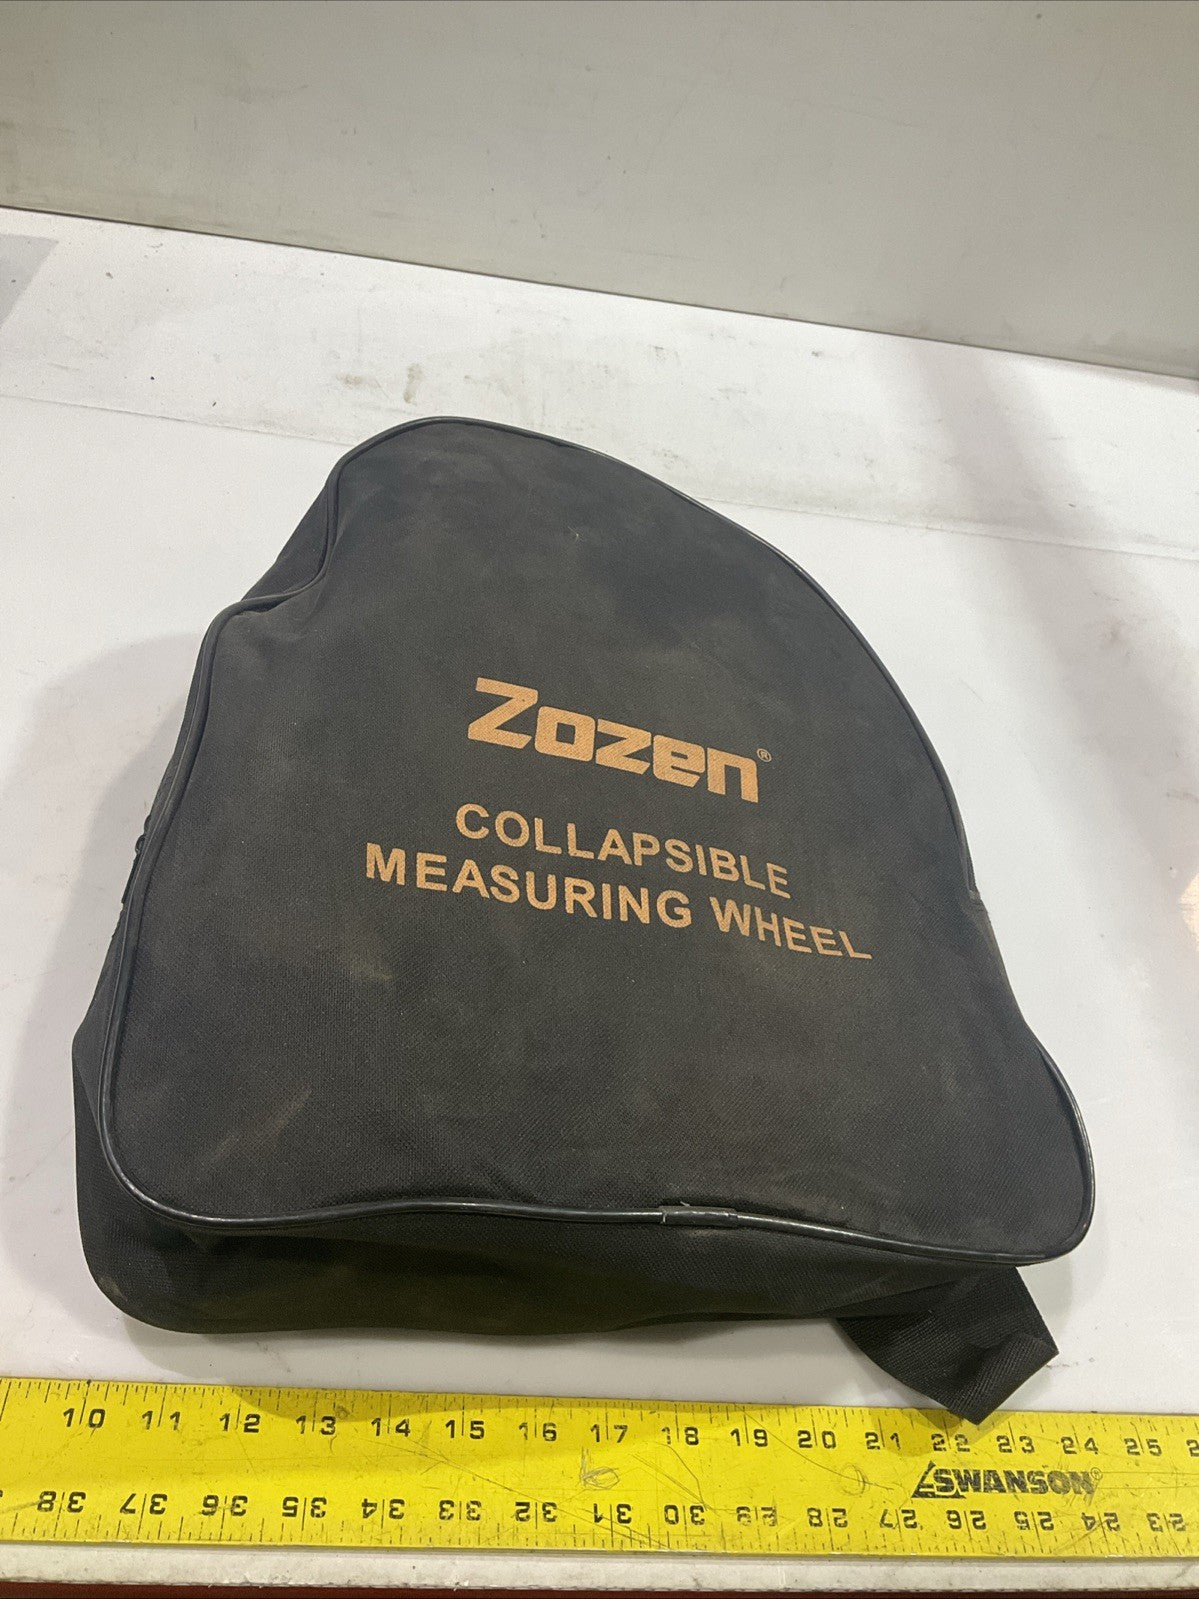 Zozen®
COLLAPSIBLE
MEASURING WHEEL
10 11 12 13 14 15 16 17 18 19 20 21 22 23 24 25
SWANSON®
38 37 36 35 34 33 32 31 30 29 28 27 26 25 24 23